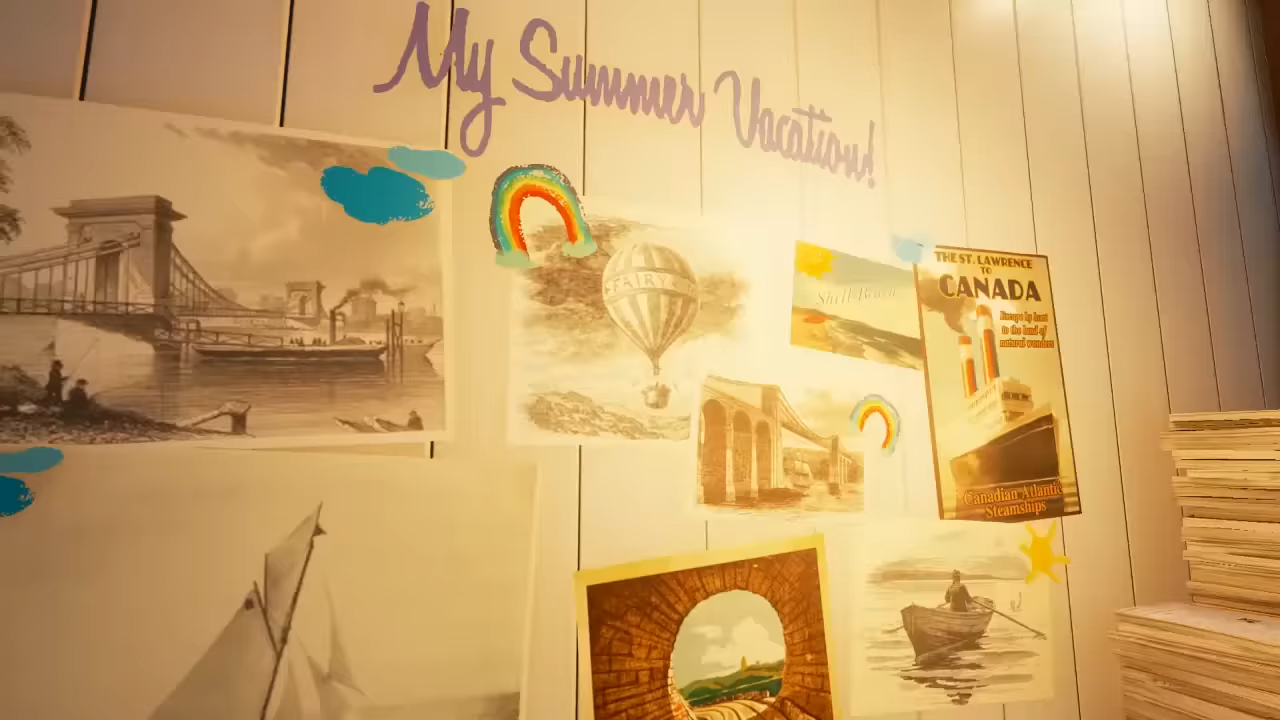 My Summer Vacation!
FAIRY
Shell Beach
THE ST. LAWRENCE
TO
CANADA
Escape by boat
to the land of
natural wonders
Canadian Atlantic
Steamships